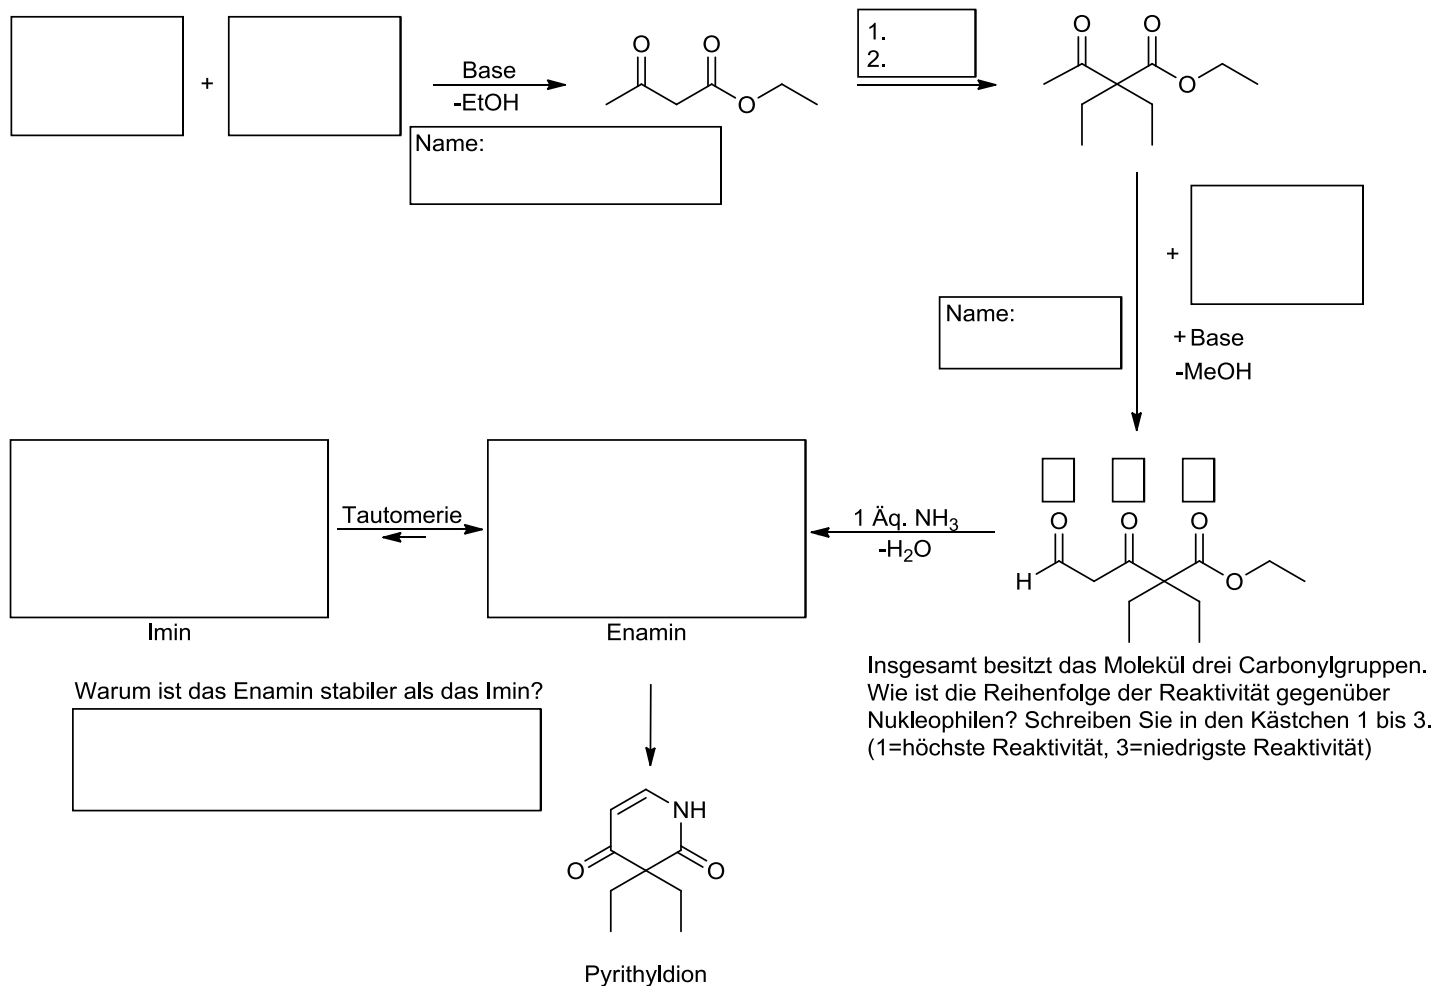 O
O
O
+
Base
-EtOH
Name:
1.
2.
O
O
O
+
Name:
+ Base
-MeOH
O
O
O
H
O
1 Äq. NH3
-H2O
Tautomerie
Imin
Enamin
Insgesamt besitzt das Molekül drei Carbonylgruppen.
Wie ist die Reihenfolge der Reaktivität gegenüber
Nukleophilen? Schreiben Sie in den Kästchen 1 bis 3.
(1=höchste Reaktivität, 3=niedrigste Reaktivität)
Warum ist das Enamin stabiler als das Imin?
NH
O
O
Pyrithyldion